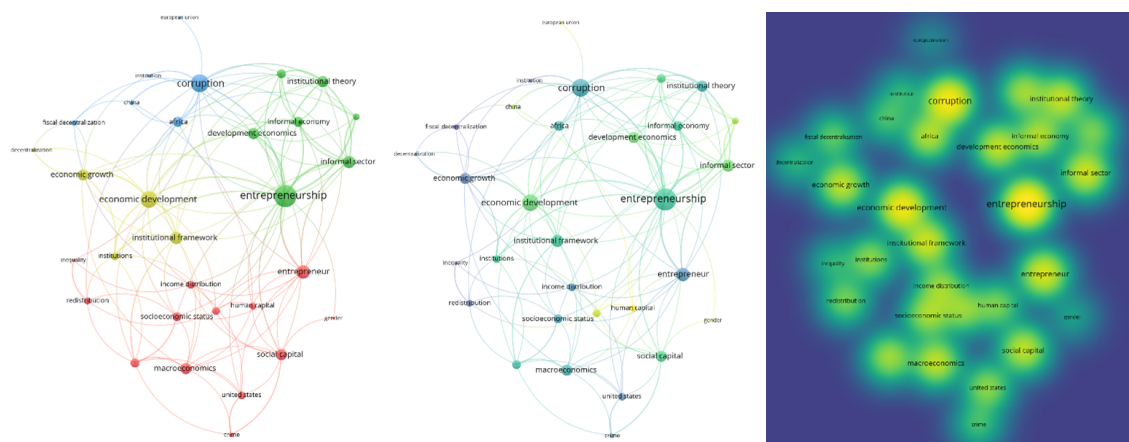 european union
institution
corruption
institutional theory
china
fiscal decentralization
africa
informal economy
development economics
decentralization
economic growth
informal sector
economic development
entrepreneurship
institutional framework
institutions
inequality
entrepreneur
redistribution
income distribution
human capital
socioeconomic status
gender
social capital
macroeconomics
united states
crime
european union
institution
corruption
institutional theory
china
fiscal decentralization
africa
informal economy
development economics
decentralization
economic growth
informal sector
economic development
entrepreneurship
institutional framework
institutions
inequality
entrepreneur
redistribution
income distribution
human capital
socioeconomic status
gender
social capital
macroeconomics
united states
crime
european union
institution
corruption
institutional theory
china
fiscal decentralization
africa
informal economy
development economics
decentralization
economic growth
informal sector
economic development
entrepreneurship
institutional framework
institutions
inequality
entrepreneur
redistribution
income distribution
human capital
socioeconomic status
gender
social capital
macroeconomics
united states
crime